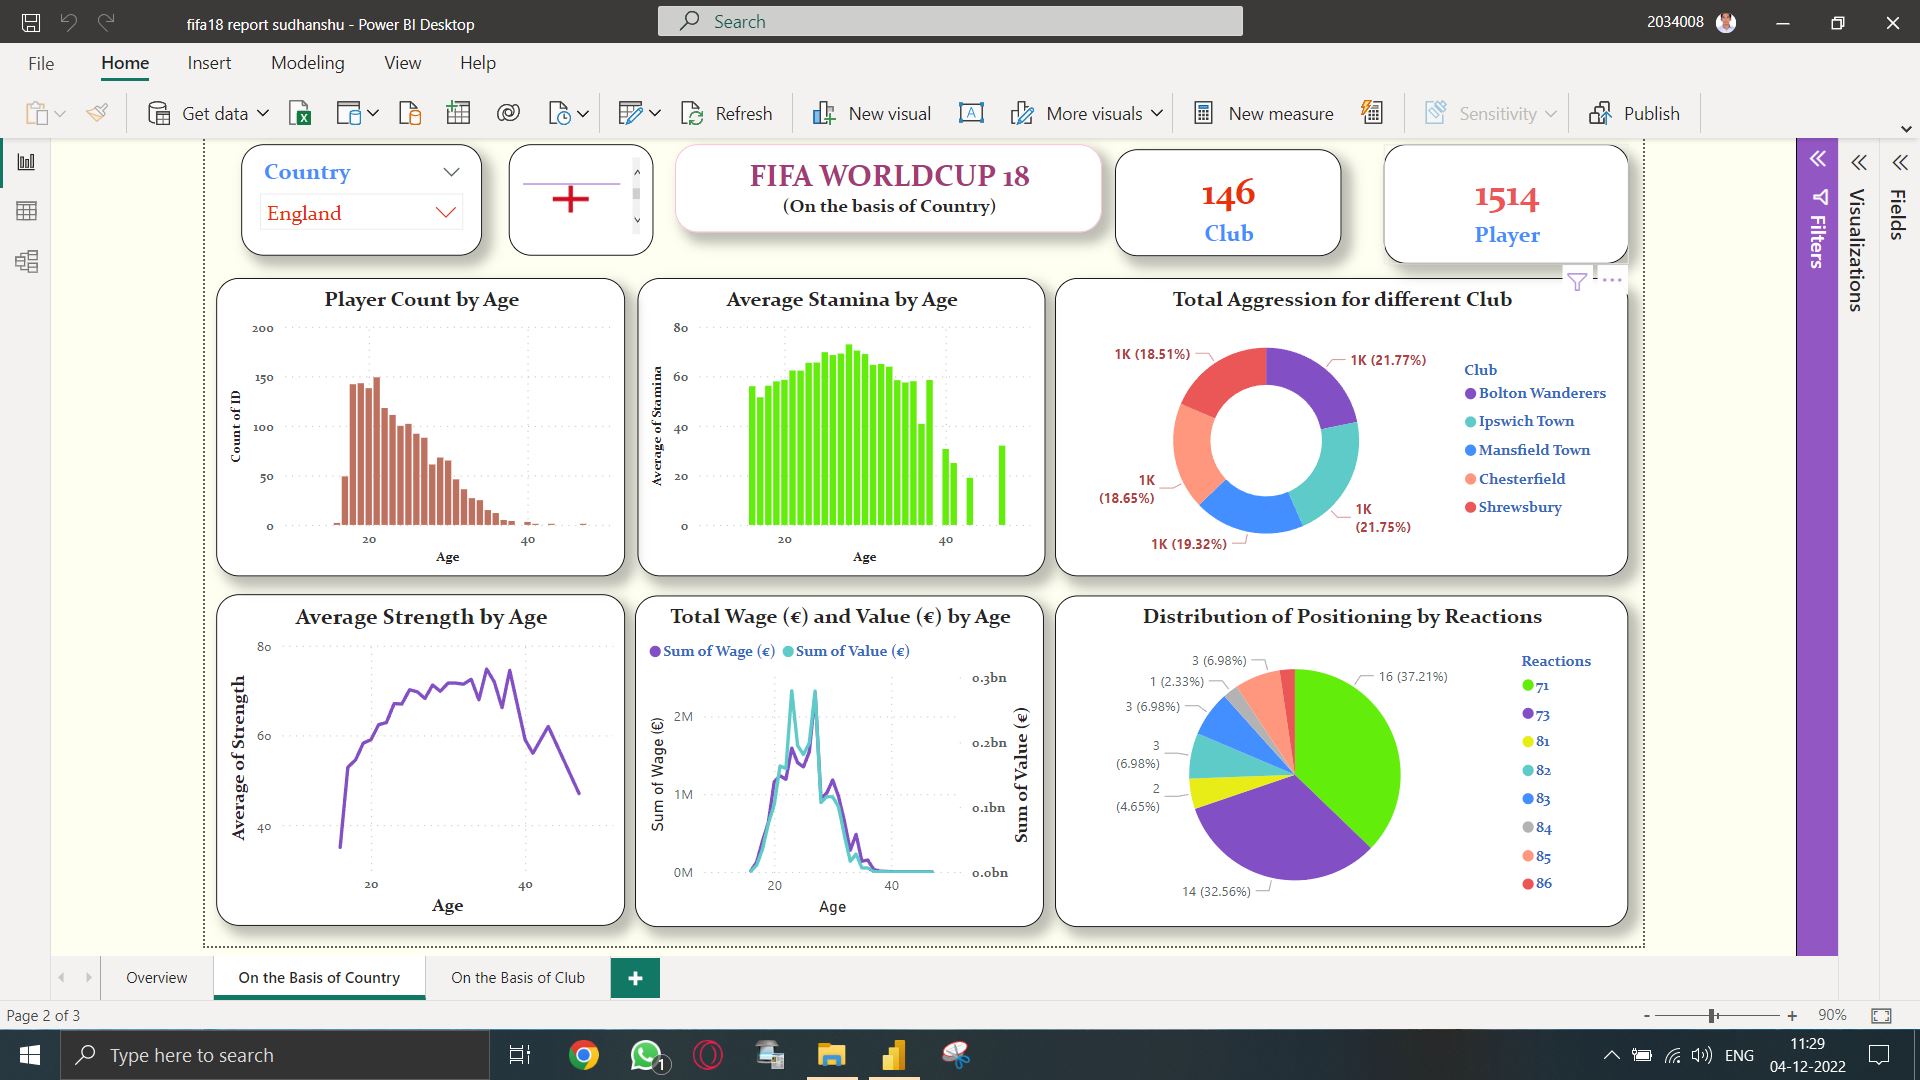 fifa18 report sudhanshu - Power BI Desktop
Search
2034008
File
Home
Insert
Modeling
View
Help
Get data
Refresh
New visual
A
More visuals
New measure
Sensitivity
Publish
Country
England
FIFA WORLDCUP 18
(On the basis of Country)
146
Club
1514
Player
Filters
Visualizations
Fields
Player Count by Age
Count of ID
200
150
100
50
0
20
40
Age
Average Stamina by Age
Average of Stamina
80
60
40
20
0
20
40
Age
Total Aggression for different Club
1K (18.51%)
1K (21.77%)
1K
(18.65%)
1K
(21.75%)
1K (19.32%)
Club
Bolton Wanderers
Ipswich Town
Mansfield Town
Chesterfield
Shrewsbury
Average Strength by Age
Average of Strength
80
60
40
20
40
Age
Total Wage (€) and Value (€) by Age
Sum of Wage (€)
Sum of Value (€)
Sum of Wage (€)
2M
1M
0M
0.3bn
0.2bn
0.1bn
0.0bn
Sum of Value (€)
20
40
Age
Distribution of Positioning by Reactions
3 (6.98%)
1 (2.33%)
3 (6.98%)
3
(6.98%)
2
(4.65%)
14 (32.56%)
16 (37.21%)
Reactions
71
73
81
82
83
84
85
86
Overview
On the Basis of Country
On the Basis of Club
Page 2 of 3
90%
Type here to search
1
ENG
11:29
04-12-2022